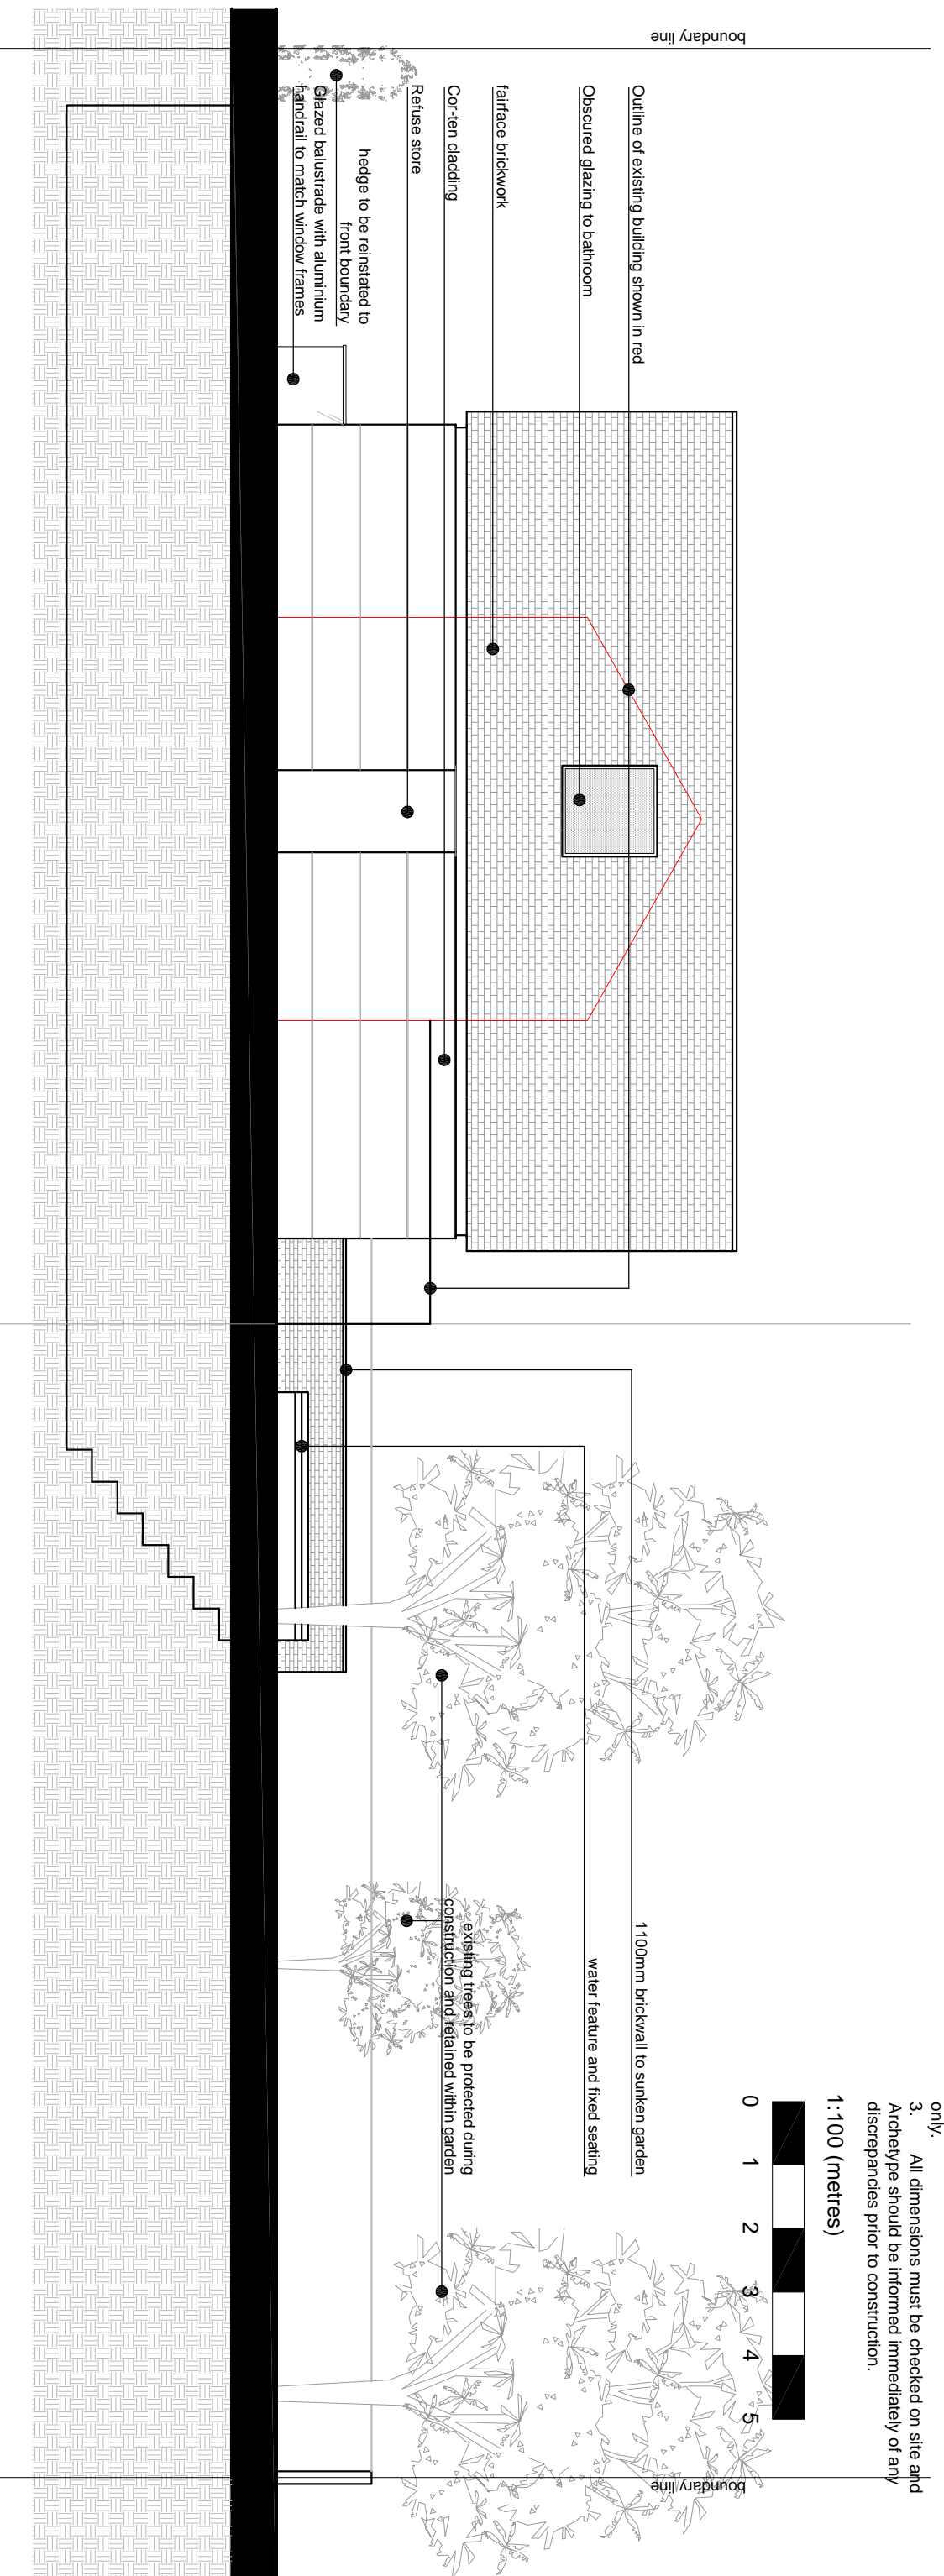 boundary line
Outline of existing building shown in red
Obscured glazing to bathroom
fairface brickwork
Cor-ten cladding
Refuse store
hedge to be reinstated to
front boundary
Glazed balustrade with aluminium
handrail to match window frames
1100mm brickwall to sunken garden
water feature and fixed seating
existing trees to be protected during
construction and retained within garden
only.
3. All dimensions must be checked on site and
Archetype should be informed immediately of any
discrepancies prior to construction.
1:100 (metres)
0 1 2 3 4 5
boundary line